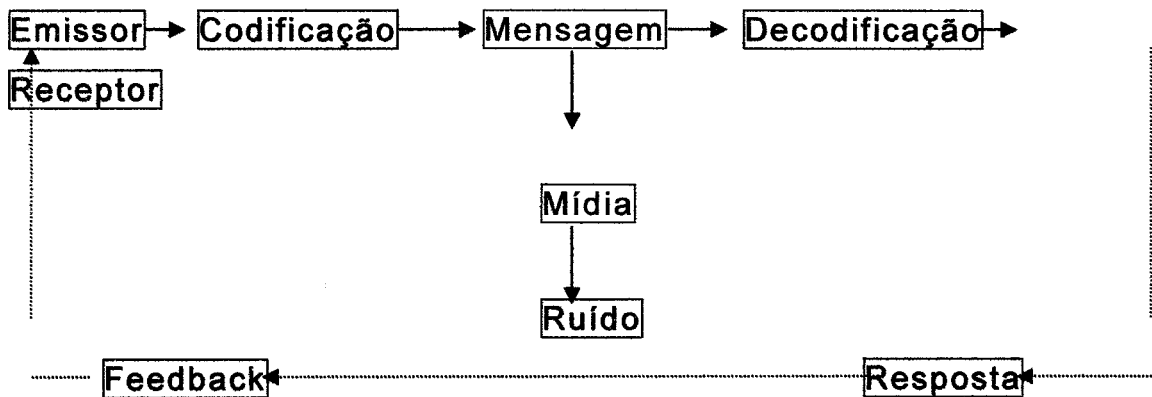 Emissor Codificação Mensagem Decodificação
Receptor
Mídia
Ruído
Feedback Resposta